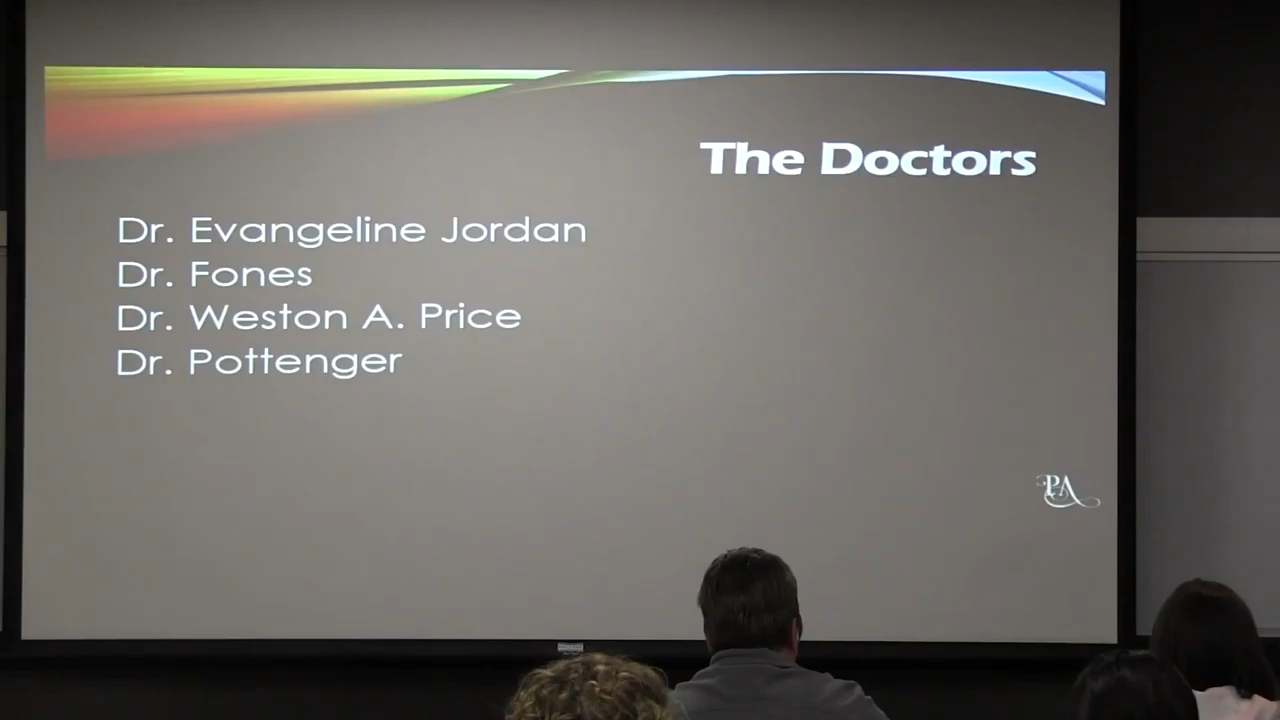 The Doctors
Dr. Evangeline Jordan
Dr. Fones
Dr. Weston A. Price
Dr. Pottenger
PA